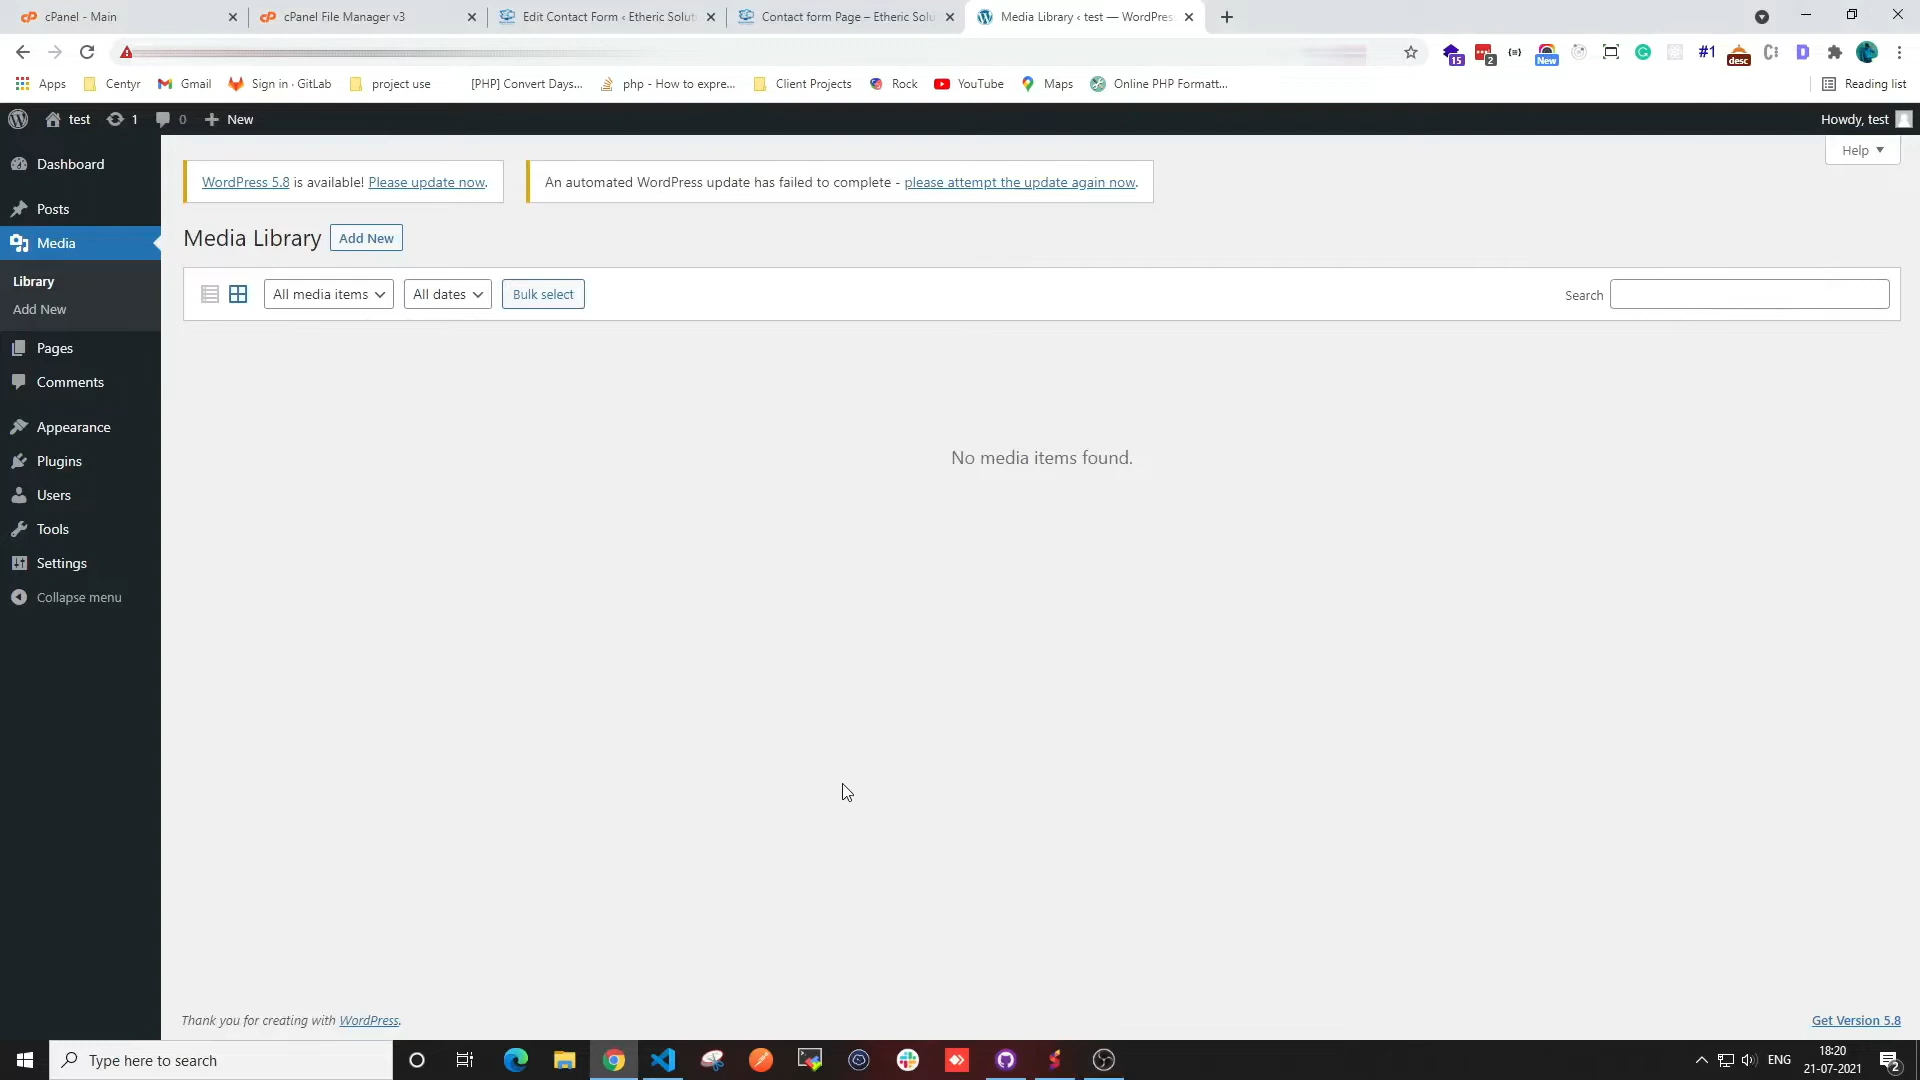 cPanel - Main
cPanel File Manager v3
Edit Contact Form ‹ Etheric Solut
Contact form Page – Etheric Solu
Media Library ‹ test — WordPres
15
2
New
#1
desc
Apps
Centyr
Gmail
Sign in · GitLab
project use
[PHP] Convert Days...
php - How to expre...
Client Projects
Rock
YouTube
Maps
Online PHP Formatt...
Reading list
test
1
0
New
Howdy, test
Help
Dashboard
Posts
Media
Library
Add New
Pages
Comments
Appearance
Plugins
Users
Tools
Settings
Collapse menu
WordPress 5.8 is available! Please update now.
An automated WordPress update has failed to complete - please attempt the update again now.
Media Library
Add New
All media items
All dates
Bulk select
Search
No media items found.
Thank you for creating with WordPress.
Get Version 5.8
Type here to search
ENG
18:20
21-07-2021
2